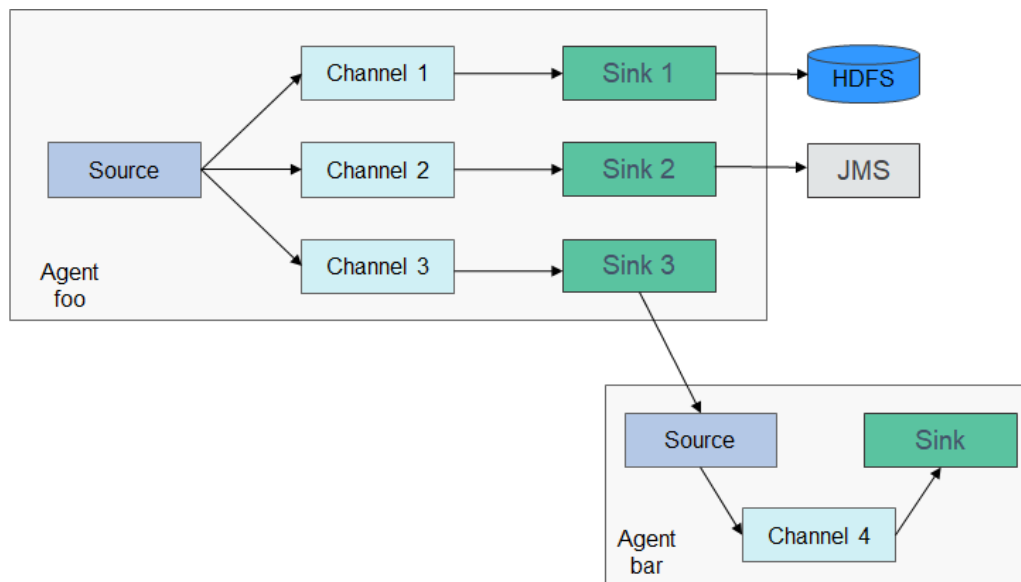 Channel 1
Sink 1
HDFS
Source
Channel 2
Sink 2
JMS
Channel 3
Sink 3
Agent
foo
Source
Sink
Channel 4
Agent
bar